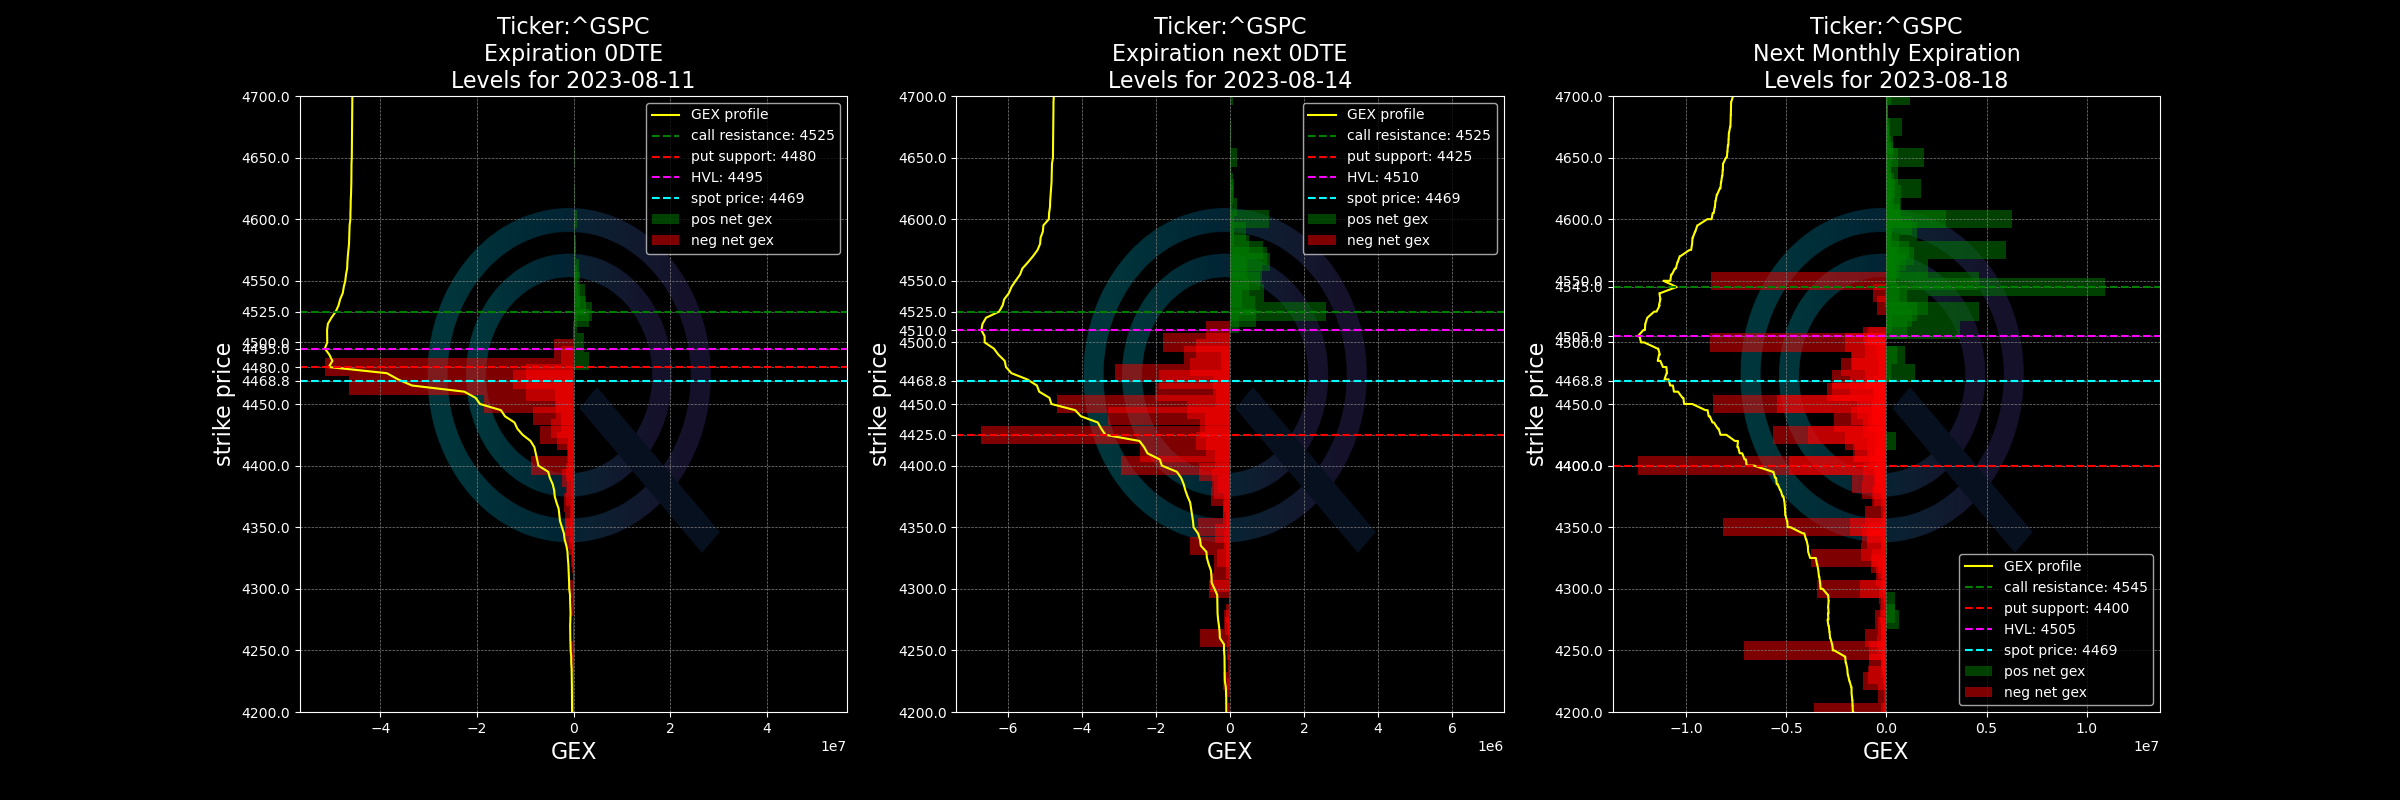 Ticker:^GSPC
Expiration 0DTE
Levels for 2023-08-11
4700.0
4650.0
4600.0
4550.0
4525.0
4500.0
4495.0
4480.0
4468.8
4450.0
4400.0
4350.0
4300.0
4250.0
4200.0
strike price
GEX profile
call resistance: 4525
put support: 4480
HVL: 4495
spot price: 4469
pos net gex
neg net gex
−4
−2
0
2
4
1e7
GEX
Ticker:^GSPC
Expiration next 0DTE
Levels for 2023-08-14
4700.0
4650.0
4600.0
4550.0
4525.0
4510.0
4500.0
4468.8
4450.0
4425.0
4400.0
4350.0
4300.0
4250.0
4200.0
strike price
GEX profile
call resistance: 4525
put support: 4425
HVL: 4510
spot price: 4469
pos net gex
neg net gex
−6
−4
−2
0
2
4
6
1e6
GEX
Ticker:^GSPC
Next Monthly Expiration
Levels for 2023-08-18
4700.0
4650.0
4600.0
4550.0
4545.0
4505.0
4500.0
4468.8
4450.0
4400.0
4350.0
4300.0
4250.0
4200.0
strike price
GEX profile
call resistance: 4545
put support: 4400
HVL: 4505
spot price: 4469
pos net gex
neg net gex
−1.0
−0.5
0.0
0.5
1.0
1e7
GEX